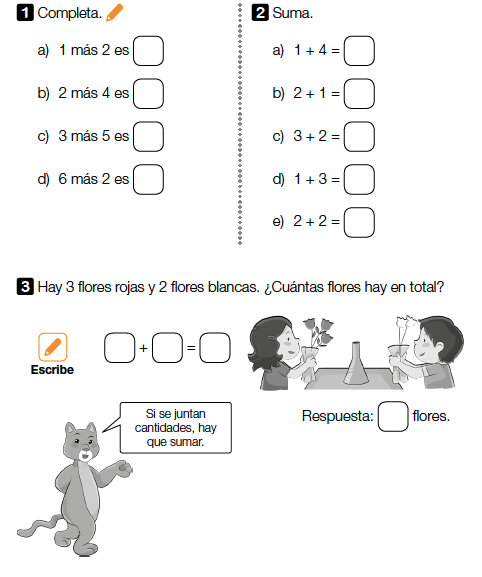 1 Completa.
a) 1 más 2 es
b) 2 más 4 es
c) 3 más 5 es
d) 6 más 2 es
2 Suma.
a) 1 + 4 =
b) 2 + 1 =
c) 3 + 2 =
d) 1 + 3 =
e) 2 + 2 =
3 Hay 3 flores rojas y 2 flores blancas. ¿Cuántas flores hay en total?
Escribe
+ =
Respuesta: flores.
Si se juntan
cantidades, hay
que sumar.